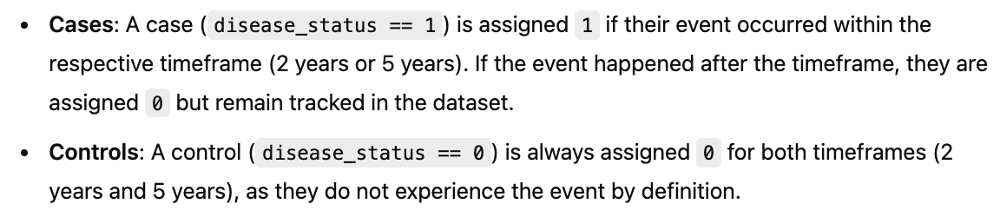 • Cases: A case (disease_status == 1) is assigned 1 if their event occurred within the
respective timeframe (2 years or 5 years). If the event happened after the timeframe, they are
assigned 0 but remain tracked in the dataset.
• Controls: A control (disease_status == 0) is always assigned 0 for both timeframes (2
years and 5 years), as they do not experience the event by definition.